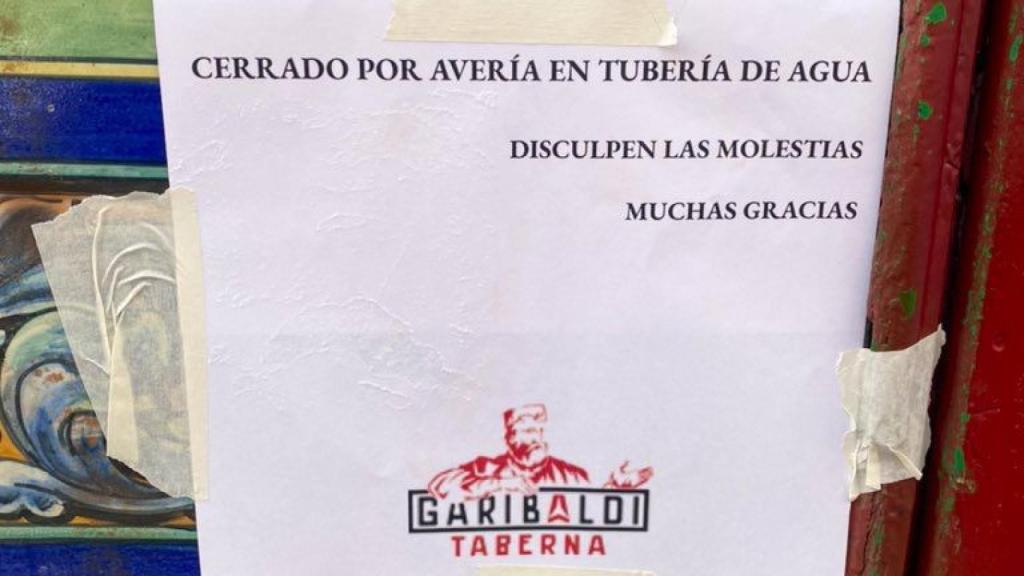 CERRADO POR AVERÍA EN TUBERÍA DE AGUA
DISCULPEN LAS MOLESTIAS
MUCHAS GRACIAS
GARIBALDI
TABERNA